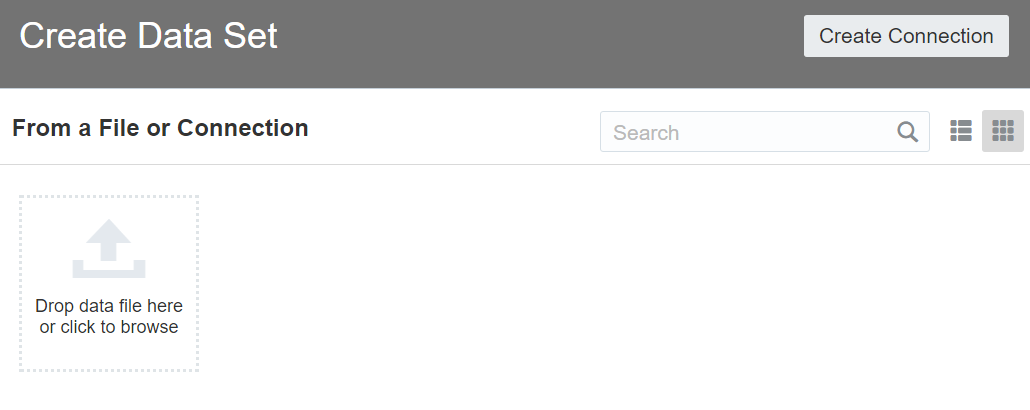 Create Data Set
Create Connection
From a File or Connection
Search
Drop data file here
or click to browse